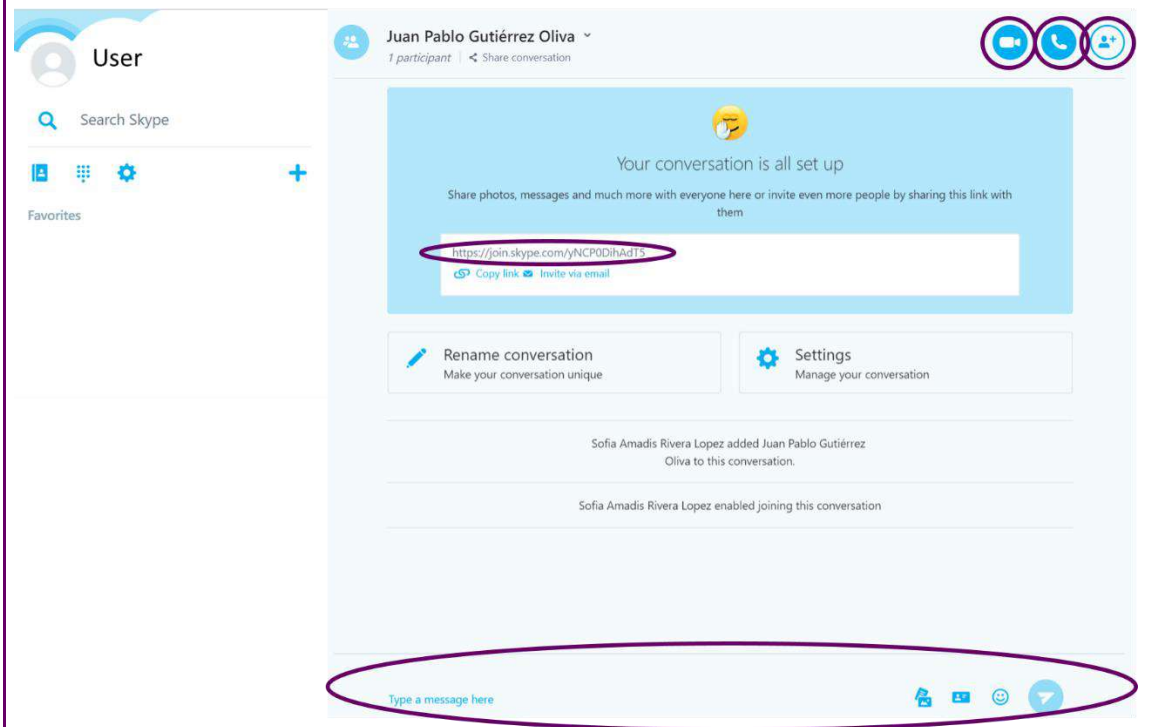 User
Search Skype
Favorites
Juan Pablo Gutiérrez Oliva
1 participant | Share conversation
Your conversation is all set up
Share photos, messages and much more with everyone here or invite even more people by sharing this link with
them
https://join.skype.com/yNCP0DihAdT5
Copy link Invite via email
Rename conversation
Make your conversation unique
Settings
Manage your conversation
Sofia Amadis Rivera Lopez added Juan Pablo Gutiérrez
Oliva to this conversation.
Sofia Amadis Rivera Lopez enabled joining this conversation
Type a message here